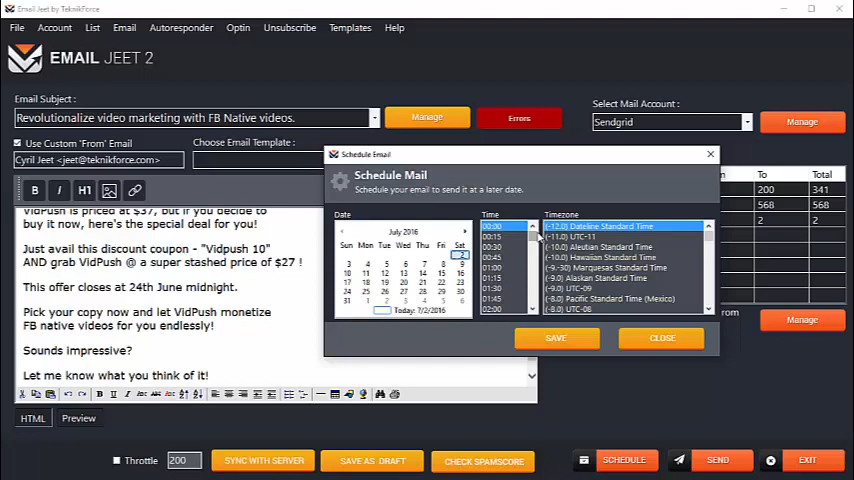 Email Jeet by TeknikForce
File Account List Email Autoresponder Optin Unsubscribe Templates Help
EMAIL JEET 2
Email Subject :
Revolutionalize video marketing with FB Native videos.
Manage
Errors
Select Mail Account :
Sendgrid
Manage
Use Custom 'From' Email
Choose Email Template :
Cyril Jeet <jeet@teknikforce.com>
B I H1
Schedule Email
Schedule Mail
Schedule your email to send it at a later date.
Date
Time
Timezone
July 2016
Sun Mon Tue Wed Thu Fri Sat
2
3 4 5 6 7 8 9
10 11 12 13 14 15 16
17 18 19 20 21 22 23
24 25 26 27 28 29 30
31 1 2 3 4 5 6
Today: 7/2/2016
00:00
00:15
00:30
00:45
01:00
01:15
01:30
01:45
02:00
(-12.0) Dateline Standard Time
(-11.0) UTC-11
(-10.0) Aleutian Standard Time
(-10.0) Hawaiian Standard Time
(-9.-30) Marquesas Standard Time
(-9.0) Alaskan Standard Time
(-9.0) UTC-09
(-8.0) Pacific Standard Time (Mexico)
(-8.0) UTC-08
SAVE
CLOSE
To Total
200 341
568 568
2 2
Manage
VidPush is priced at $37, but if you decide to
buy it now, here's the special deal for you!
Just avail this discount coupon - "Vidpush 10"
AND grab VidPush @ a super stashed price of $27 !
This offer closes at 24th June midnight.
Pick your copy now and let VidPush monetize
FB native videos for you endlessly!
Sounds impressive?
Let me know what you think of it!
B I U
HTML Preview
Throttle 200
SYNC WITH SERVER
SAVE AS DRAFT
CHECK SPAMSCORE
SCHEDULE
SEND
EXIT